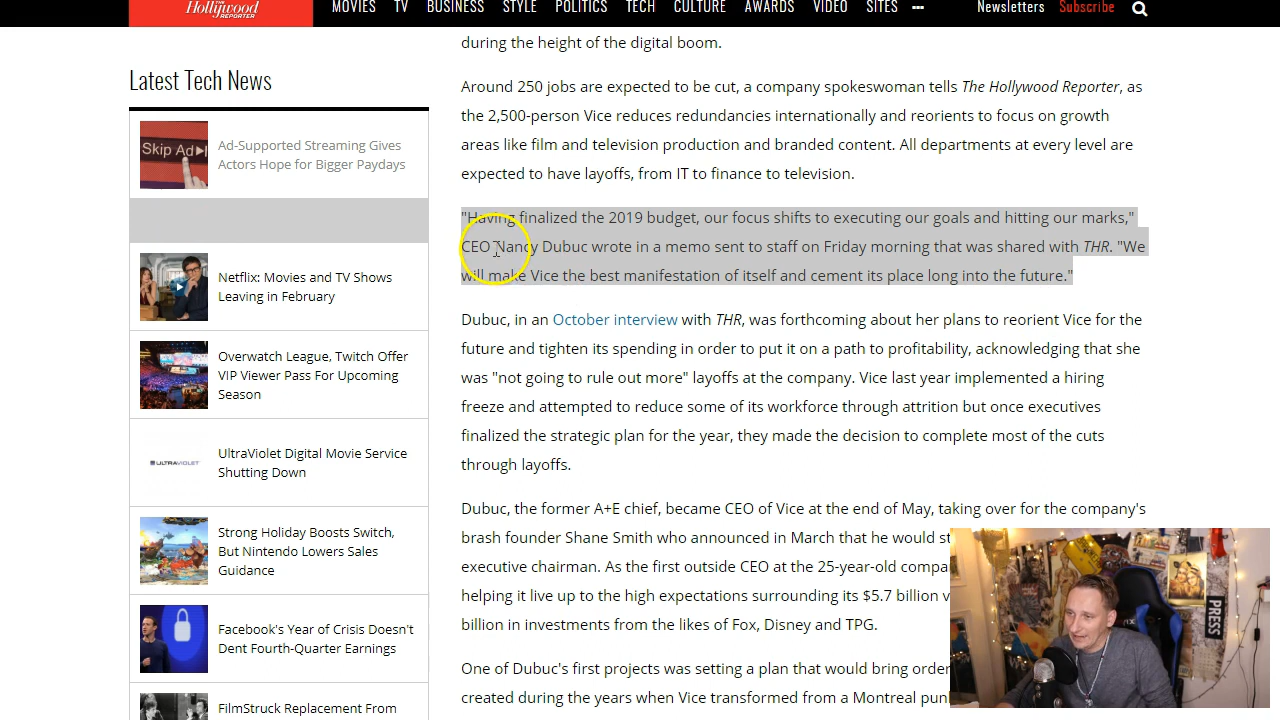 The Hollywood REPORTER
MOVIES TV BUSINESS STYLE POLITICS TECH CULTURE AWARDS VIDEO SITES ••• Newsletters Subscribe
Latest Tech News
Skip Ad
Ad-Supported Streaming Gives
Actors Hope for Bigger Paydays
Netflix: Movies and TV Shows
Leaving in February
Overwatch League, Twitch Offer
VIP Viewer Pass For Upcoming
Season
ULTRAVIOLET
UltraViolet Digital Movie Service
Shutting Down
Strong Holiday Boosts Switch,
But Nintendo Lowers Sales
Guidance
Facebook's Year of Crisis Doesn't
Dent Fourth-Quarter Earnings
FilmStruck Replacement From
during the height of the digital boom.
Around 250 jobs are expected to be cut, a company spokeswoman tells The Hollywood Reporter, as
the 2,500-person Vice reduces redundancies internationally and reorients to focus on growth
areas like film and television production and branded content. All departments at every level are
expected to have layoffs, from IT to finance to television.
"Having finalized the 2019 budget, our focus shifts to executing our goals and hitting our marks,"
CEO Nancy Dubuc wrote in a memo sent to staff on Friday morning that was shared with THR. "We
will make Vice the best manifestation of itself and cement its place long into the future."
Dubuc, in an October interview with THR, was forthcoming about her plans to reorient Vice for the
future and tighten its spending in order to put it on a path to profitability, acknowledging that she
was "not going to rule out more" layoffs at the company. Vice last year implemented a hiring
freeze and attempted to reduce some of its workforce through attrition but once executives
finalized the strategic plan for the year, they made the decision to complete most of the cuts
through layoffs.
Dubuc, the former A+E chief, became CEO of Vice at the end of May, taking over for the company's
brash founder Shane Smith who announced in March that he would
executive chairman. As the first outside CEO at the 25-year-old
helping it live up to the high expectations surrounding its $5.7 billion
billion in investments from the likes of Fox, Disney and TPG.
One of Dubuc's first projects was setting a plan that would bring order
created during the years when Vice transformed from a Montreal
PRESS